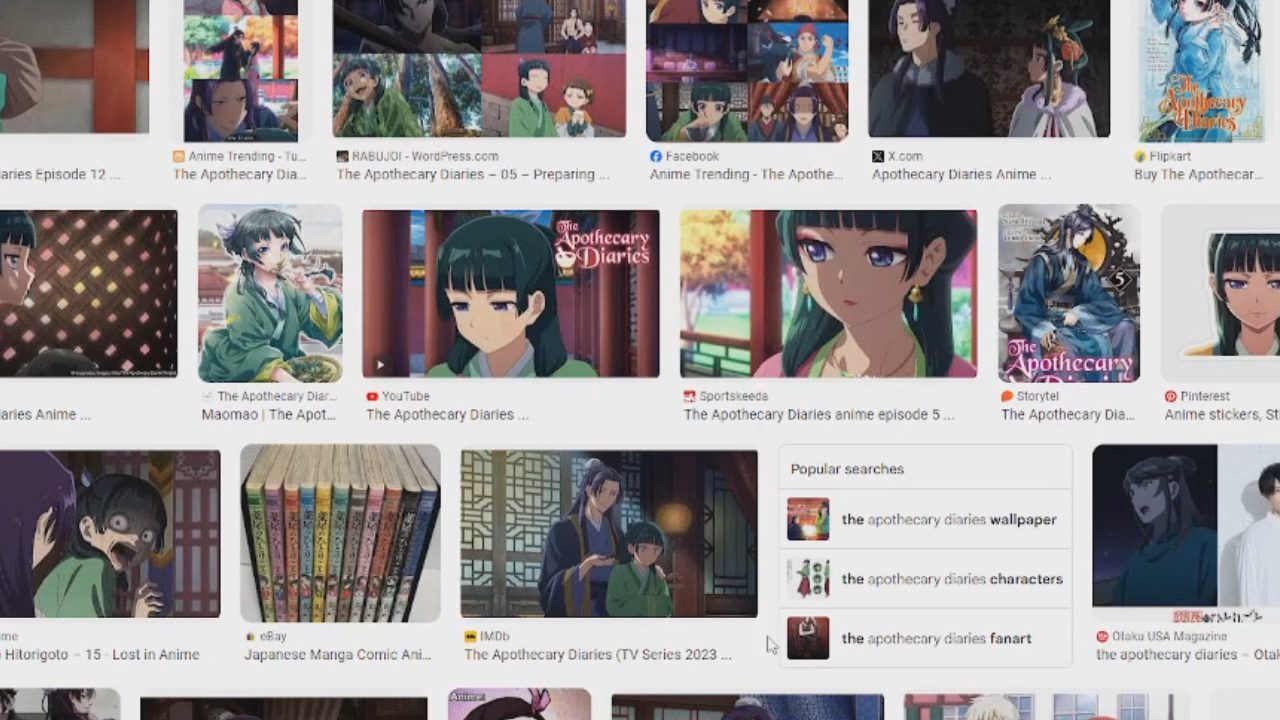 The
Apothecary
Diaries
aries Episode 12 ...
Anime Trending - Tu...
The Apothecary Dia...
RABUJOI - WordPress.com
The Apothecary Diaries – 05 – Preparing ...
Facebook
Anime Trending - The Apothe...
X.com
Apothecary Diaries Anime ...
Flipkart
Buy The Apothecar...
The
Apothecary
Diaries
5
The
Apothecary
aries Anime ...
The Apothecary Diar...
Maomao | The Apot...
YouTube
The Apothecary Diaries ...
Sportskeeda
The Apothecary Diaries anime episode 5 ...
Storytel
The Apothecary Dia...
Pinterest
Anime stickers, St
Popular searches
the apothecary diaries wallpaper
the apothecary diaries characters
the apothecary diaries fanart
me
Hitorigoto – 15 - Lost in Anime
eBay
Japanese Manga Comic Ani...
IMDb
The Apothecary Diaries (TV Series 2023 ...
Otaku USA Magazine
the apothecary diaries – Otak
Anime